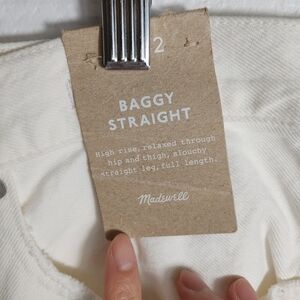 2
BAGGY
STRAIGHT
High rise, relaxed through
hip and thigh, slouchy
straight leg, full length.
Madewell